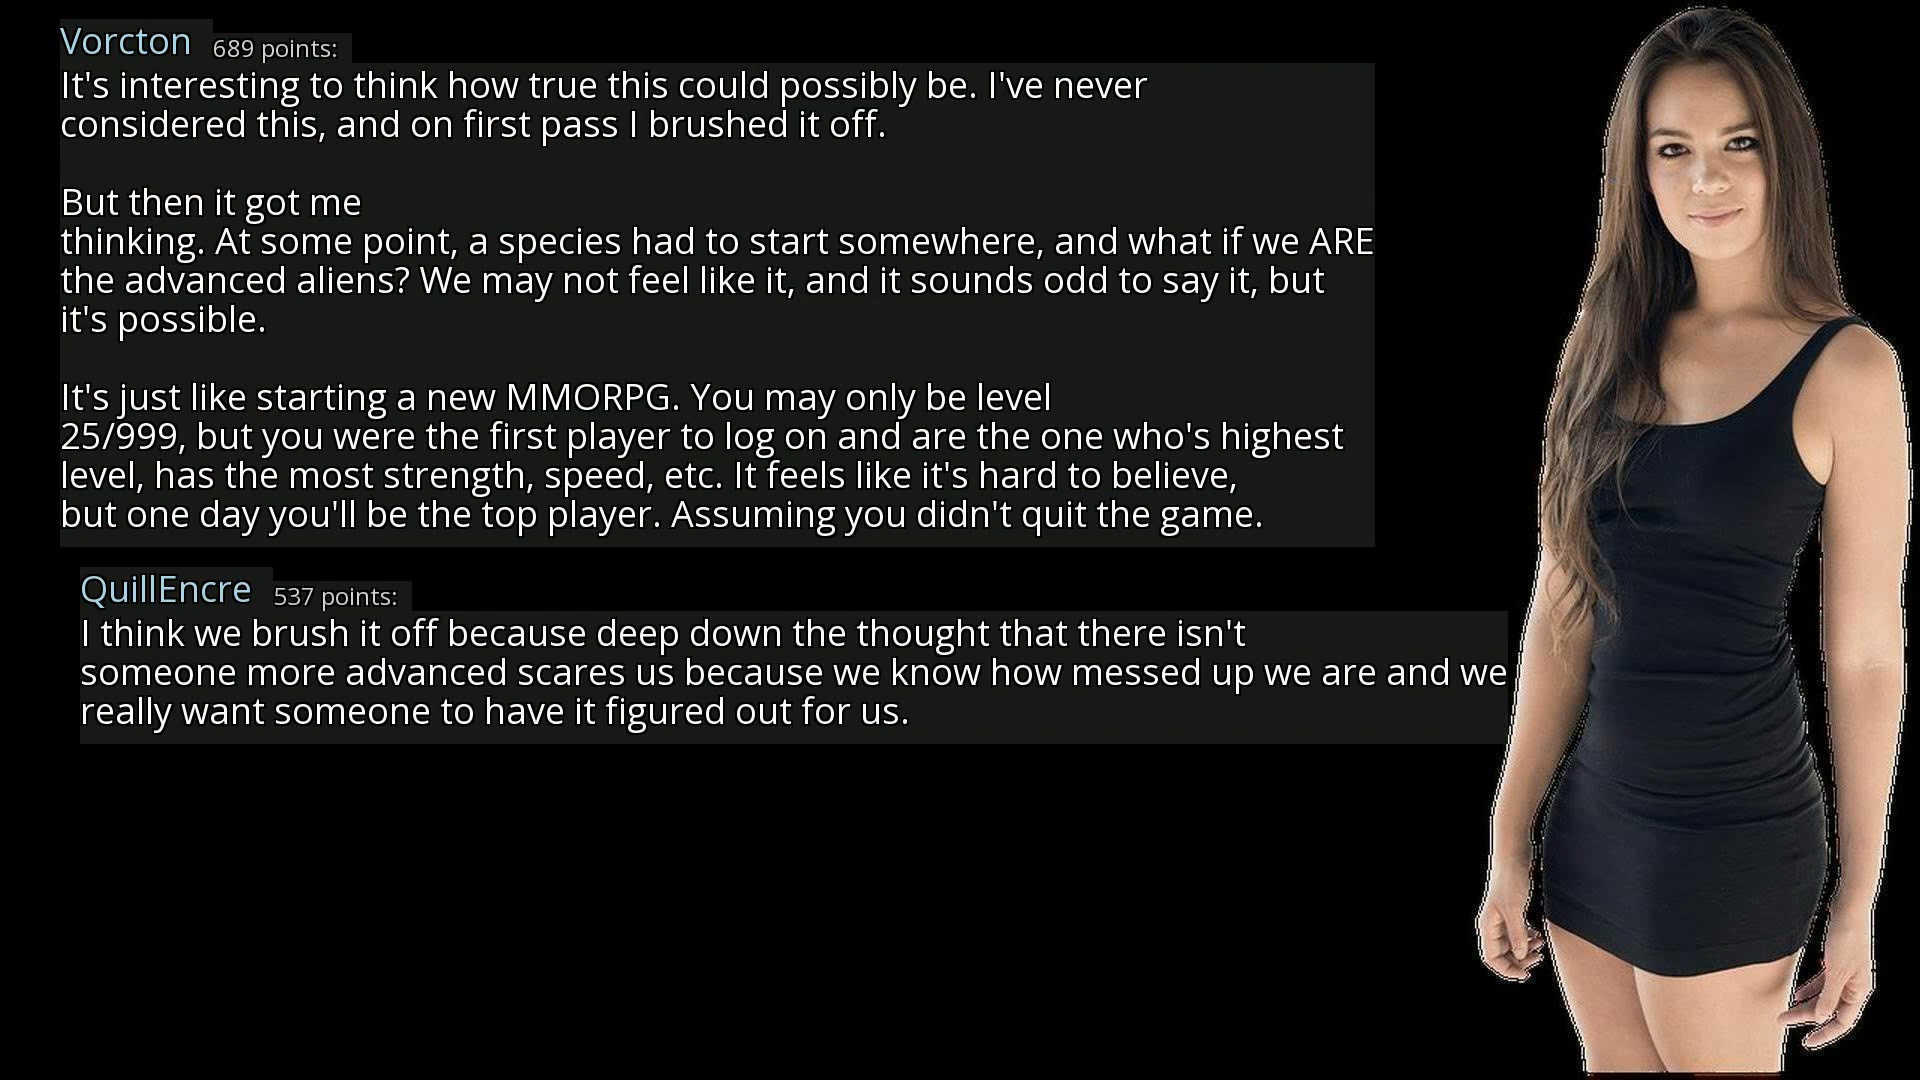 Vorcton 689 points:
It's interesting to think how true this could possibly be. I've never
considered this, and on first pass I brushed it off.
But then it got me
thinking. At some point, a species had to start somewhere, and what if we ARE
the advanced aliens? We may not feel like it, and it sounds odd to say it, but
it's possible.
It's just like starting a new MMORPG. You may only be level
25/999, but you were the first player to log on and are the one who's highest
level, has the most strength, speed, etc. It feels like it's hard to believe,
but one day you'll be the top player. Assuming you didn't quit the game.
QuillEncre 537 points:
I think we brush it off because deep down the thought that there isn't
someone more advanced scares us because we know how messed up we are and we
really want someone to have it figured out for us.